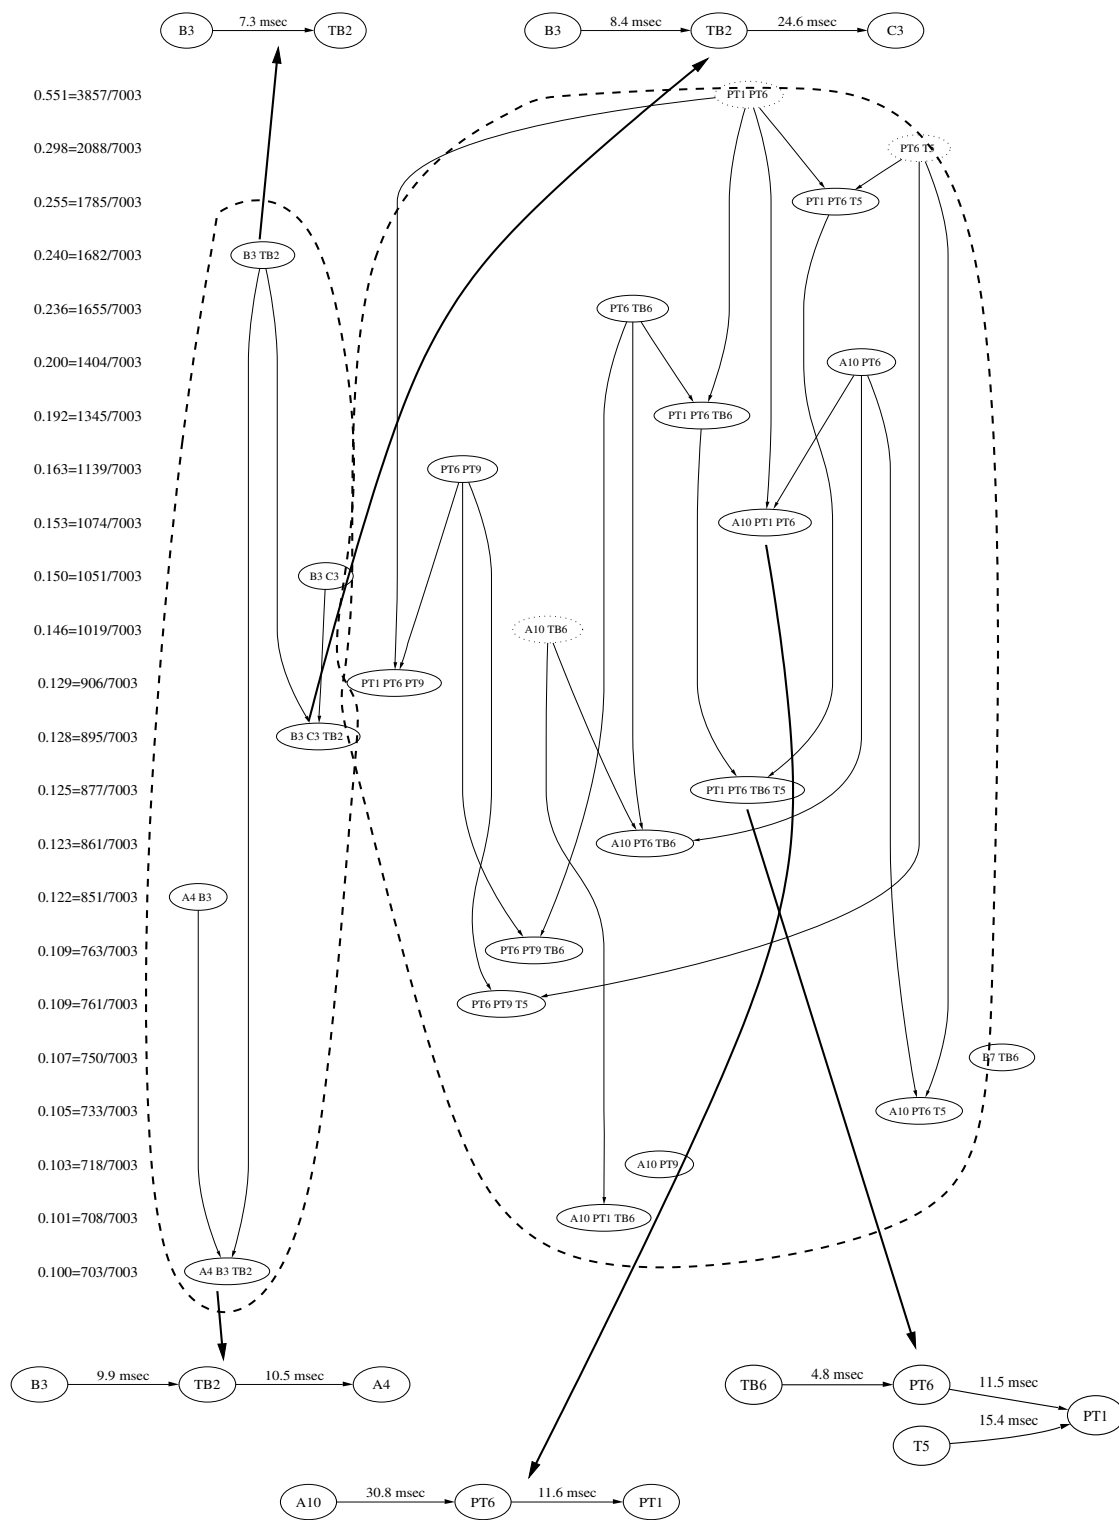 B3 7.3 msec TB2 B3 8.4 msec TB2 24.6 msec C3
0.551=3857/7003 PT1 PT6
0.298=2088/7003 PT6 T5
0.255=1785/7003 PT1 PT6 T5
0.240=1682/7003 B3 TB2
0.236=1655/7003 PT6 TB6
0.200=1404/7003 A10 PT6
0.192=1345/7003 PT1 PT6 TB6
0.163=1139/7003 PT6 PT9
0.153=1074/7003 A10 PT1 PT6
0.150=1051/7003 B3 C3
0.146=1019/7003 A10 TB6
0.129=906/7003 PT1 PT6 PT9
0.128=895/7003 B3 C3 TB2
0.125=877/7003 PT1 PT6 TB6 T5
0.123=861/7003 A10 PT6 TB6
0.122=851/7003 A4 B3
0.109=763/7003 PT6 PT9 TB6
0.109=761/7003 PT6 PT9 T5
0.107=750/7003 B7 TB6
0.105=733/7003 A10 PT6 T5
0.103=718/7003 A10 PT9
0.101=708/7003 A10 PT1 TB6
0.100=703/7003 A4 B3 TB2
B3 9.9 msec TB2 10.5 msec A4 TB6 4.8 msec PT6 11.5 msec
PT1
T5 15.4 msec
A10 30.8 msec PT6 11.6 msec PT1